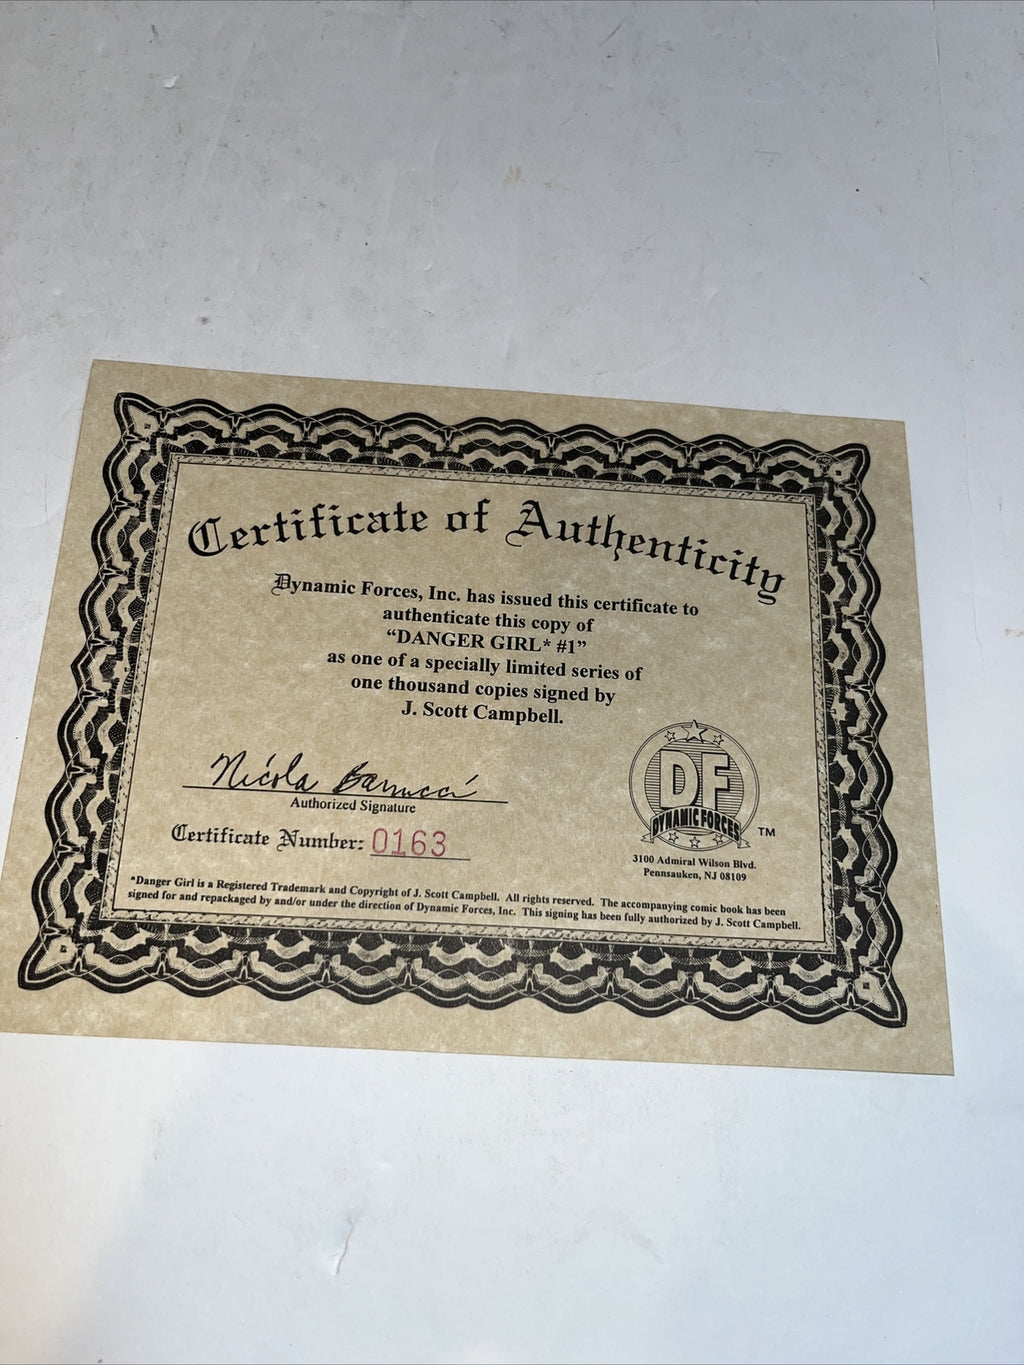 Certificate of Authenticity
Dynamic Forces, Inc. has issued this certificate to
authenticate this copy of
“DANGER GIRL* #1”
as one of a specially limited series of
one thousand copies signed by
J. Scott Campbell.
Nicola Barrucci
Authorized Signature
Certificate Number: 0163
DF
DYNAMIC FORCES
TM
3100 Admiral Wilson Blvd.
Pennsauken, NJ 08109
*Danger Girl is a Registered Trademark and Copyright of J. Scott Campbell. All rights reserved. The accompanying comic book has been
signed for and repackaged by and/or under the direction of Dynamic Forces, Inc. This signing has been fully authorized by J. Scott Campbell.